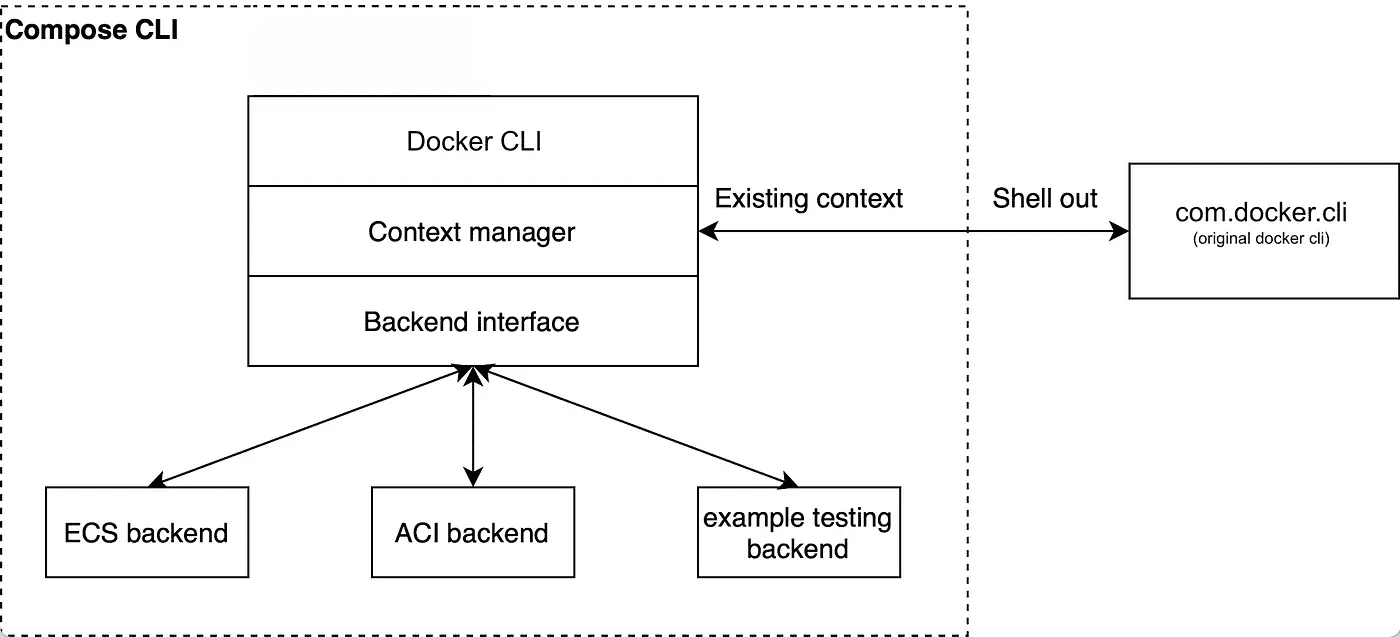 Compose CLI
Docker CLI
Context manager
Backend interface
Existing context
Shell out
com.docker.cli
(original docker cli)
ECS backend
ACI backend
example testing
backend